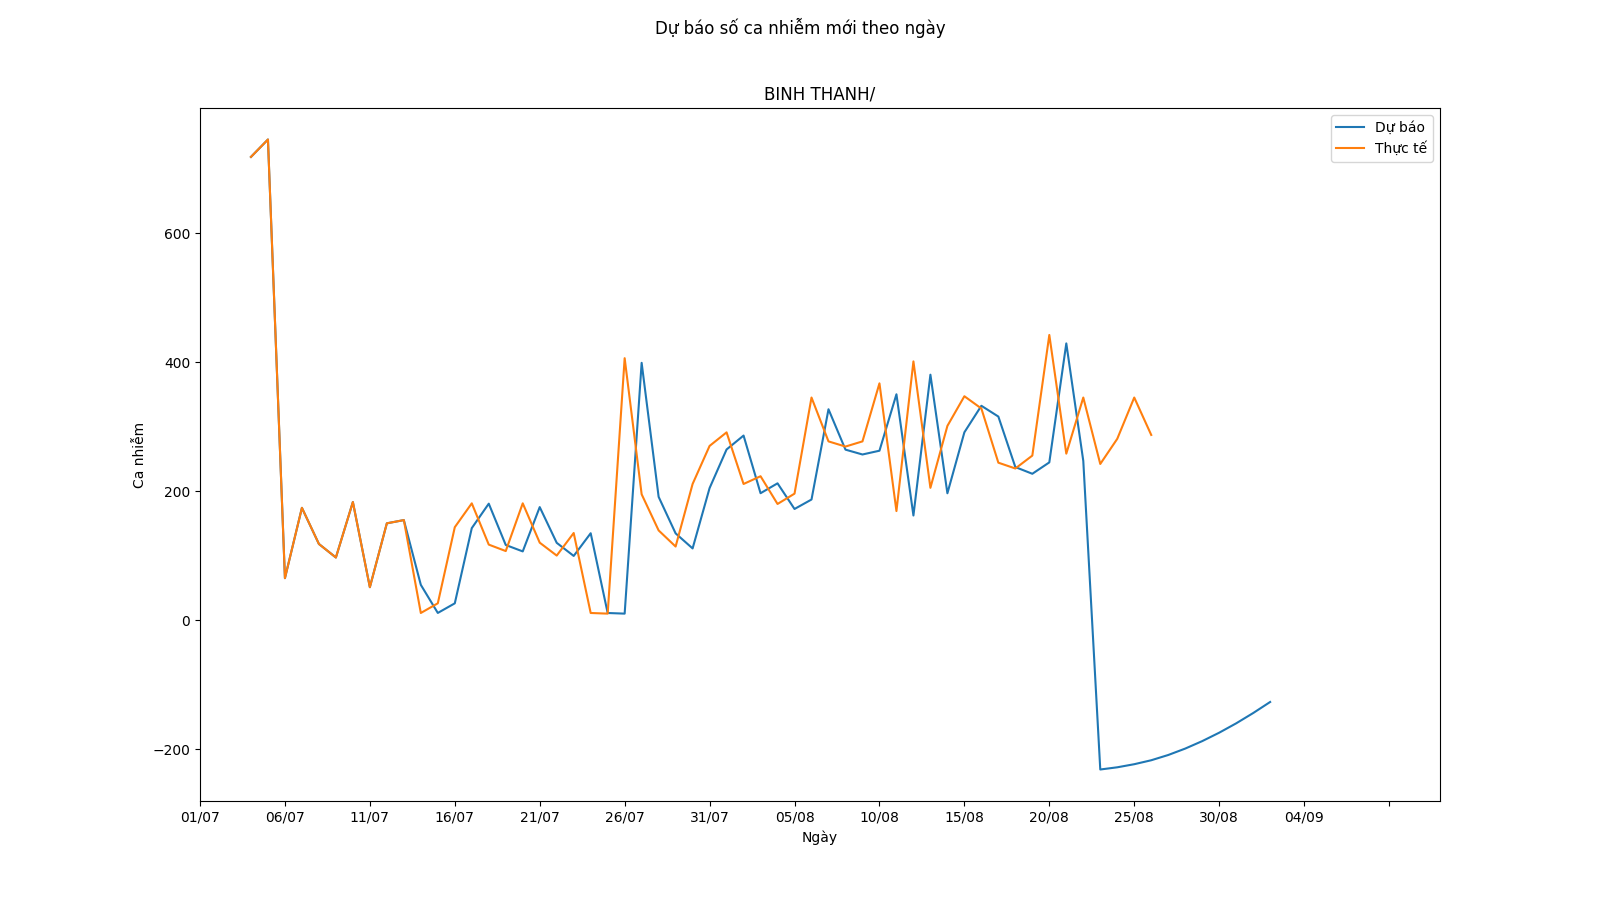 Dự báo số ca nhiễm mới theo ngày
BINH THANH/
Dự báo
Thực tế
Ca nhiễm
600
400
200
0
−200
01/07 06/07 11/07 16/07 21/07 26/07 31/07 05/08 10/08 15/08 20/08 25/08 30/08 04/09
Ngày